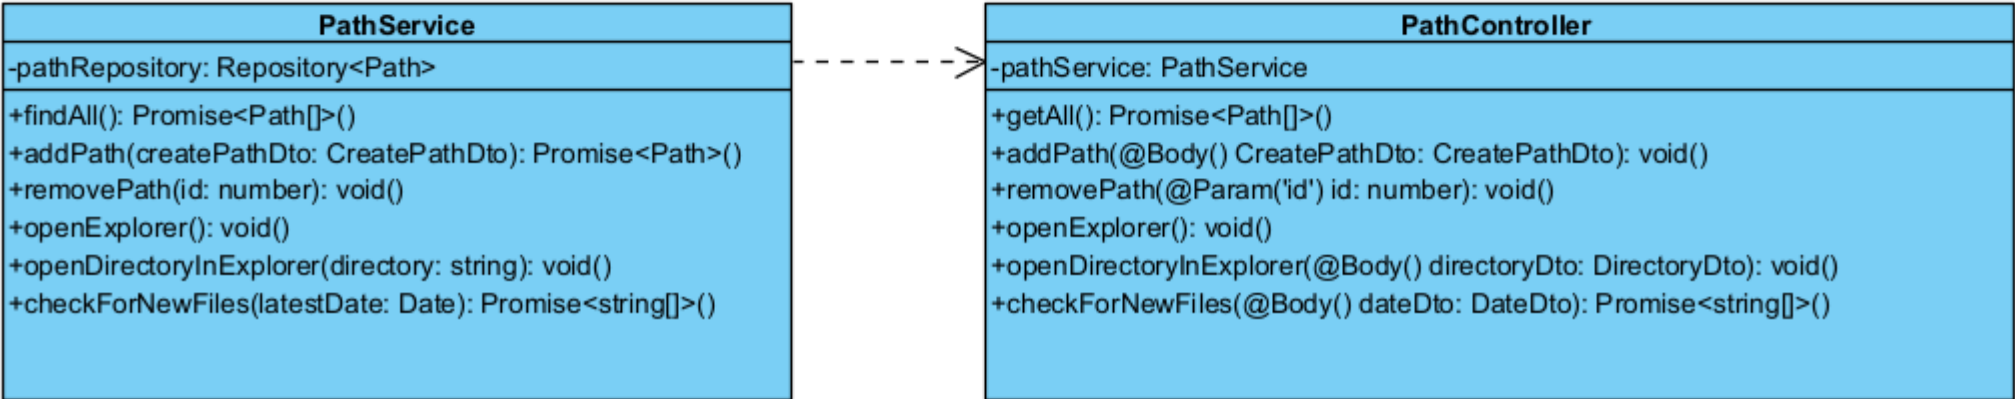 PathService
-pathRepository: Repository<Path>
+findAll(): Promise<Path[]>()
+addPath(createPathDto: CreatePathDto): Promise<Path>()
+removePath(id: number): void()
+openExplorer(): void()
+openDirectoryInExplorer(directory: string): void()
+checkForNewFiles(latestDate: Date): Promise<string[]>()
PathController
-pathService: PathService
+getAll(): Promise<Path[]>()
+addPath(@Body() CreatePathDto: CreatePathDto): void()
+removePath(@Param('id') id: number): void()
+openExplorer(): void()
+openDirectoryInExplorer(@Body() directoryDto: DirectoryDto): void()
+checkForNewFiles(@Body() dateDto: DateDto): Promise<string[]>()